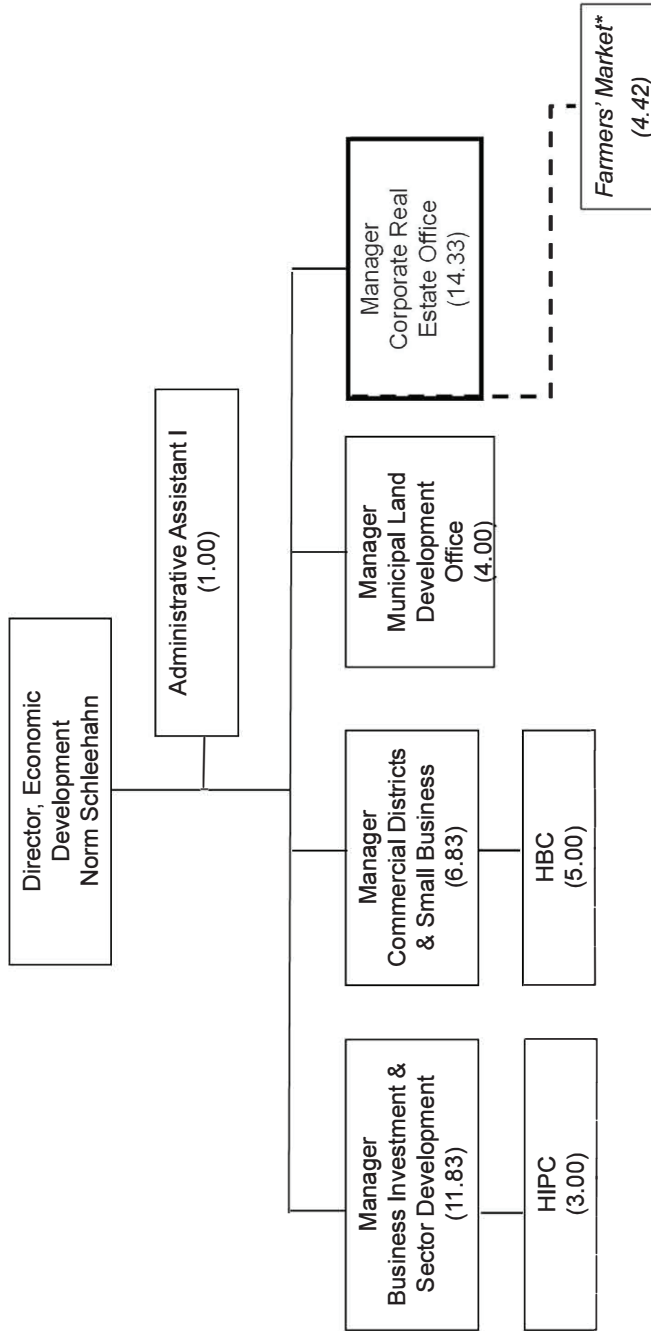 Director, Economic
Development
Norm Schleehahn
Administrative Assistant I
(1.00)
Manager
Business Investment &
Sector Development
(11.83)
Manager
Commercial Districts
& Small Business
(6.83)
Manager
Municipal Land
Development
Office
(4.00)
Manager
Corporate Real
Estate Office
(14.33)
HIPC
(3.00)
HBC
(5.00)
Farmers' Market*
(4.42)